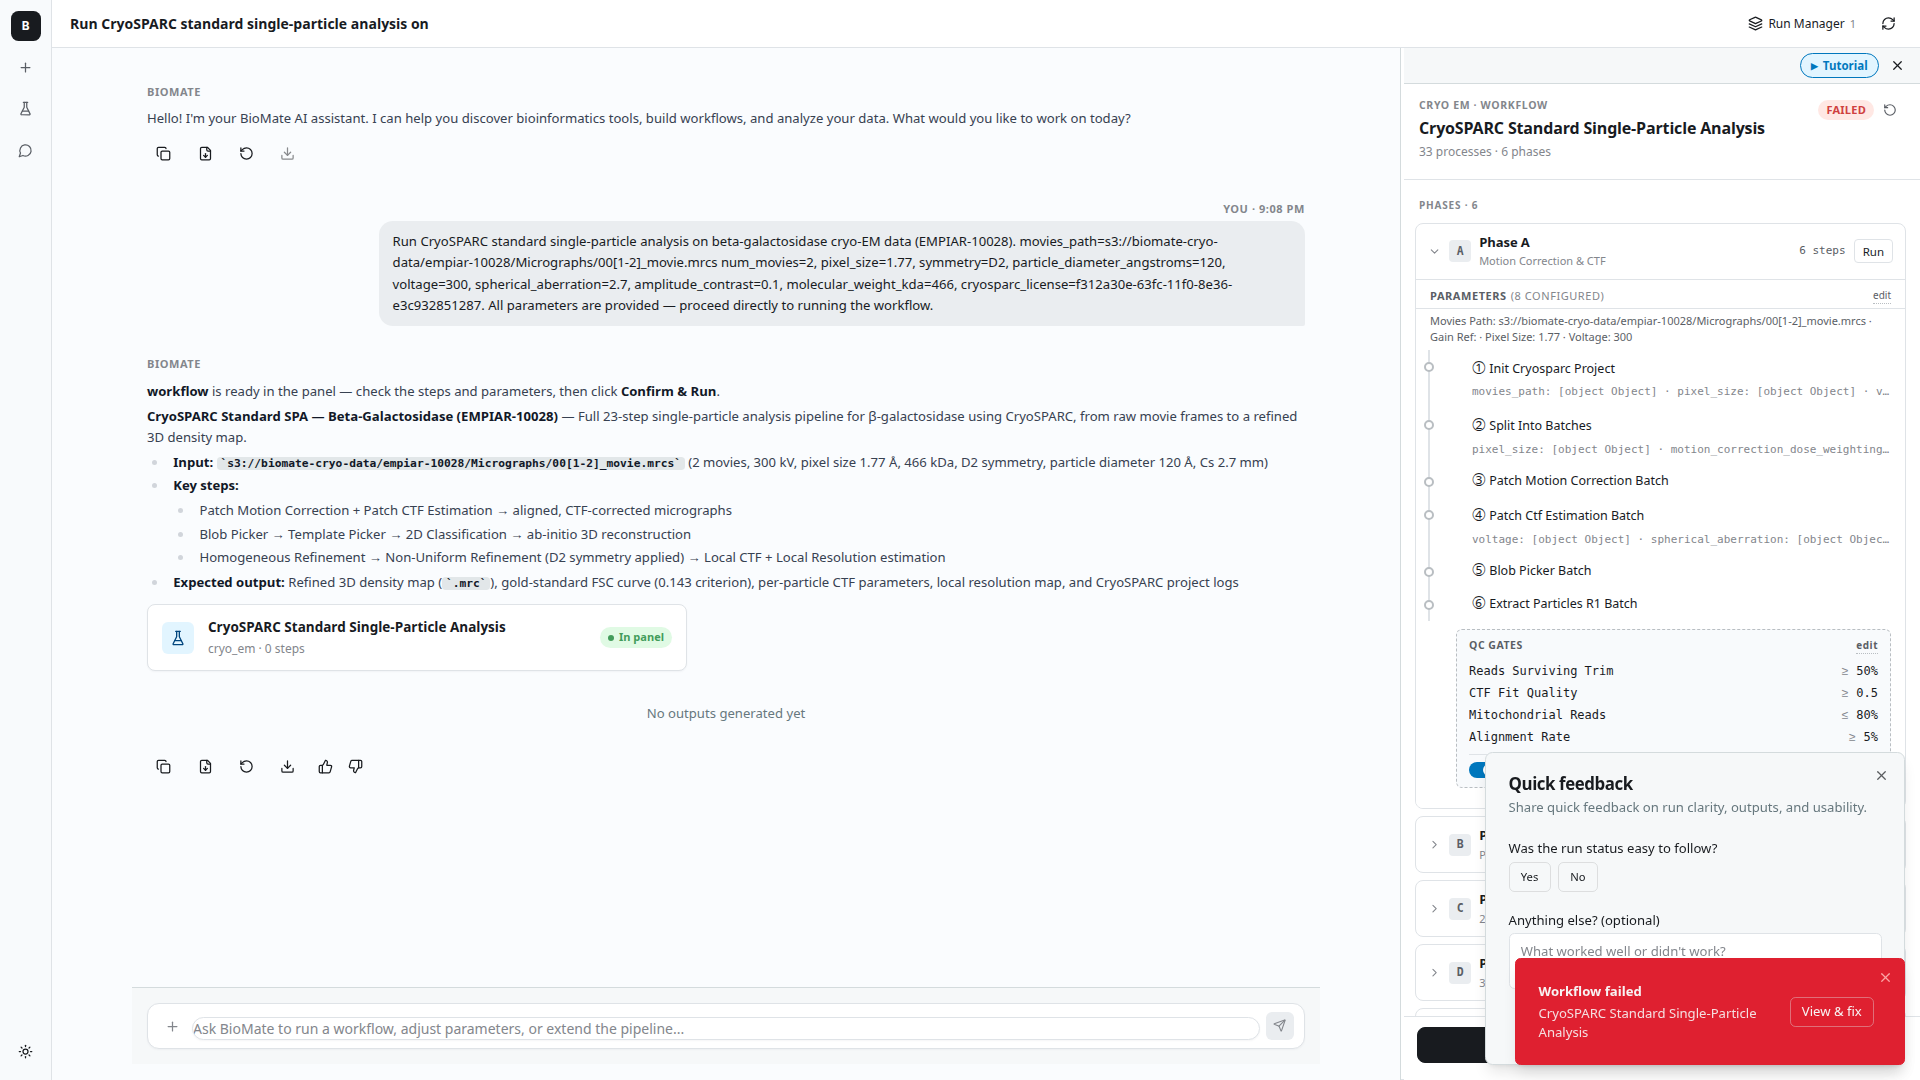 B
Run CryoSPARC standard single-particle analysis on
Run Manager 1
Tutorial
BIOMATE
Hello! I'm your BioMate AI assistant. I can help you discover bioinformatics tools, build workflows, and analyze your data. What would you like to work on today?
YOU · 9:08 PM
Run CryoSPARC standard single-particle analysis on beta-galactosidase cryo-EM data (EMPIAR-10028). movies_path=s3://biomate-cryo-
data/empiar-10028/Micrographs/00[1-2]_movie.mrcs num_movies=2, pixel_size=1.77, symmetry=D2, particle_diameter_angstroms=120,
voltage=300, spherical_aberration=2.7, amplitude_contrast=0.1, molecular_weight_kda=466, cryosparc_license=f312a30e-63fc-11f0-8e36-
e3c932851287. All parameters are provided — proceed directly to running the workflow.
BIOMATE
workflow is ready in the panel — check the steps and parameters, then click Confirm & Run.
CryoSPARC Standard SPA — Beta-Galactosidase (EMPIAR-10028) — Full 23-step single-particle analysis pipeline for β-galactosidase using CryoSPARC, from raw movie frames to a refined
3D density map.
Input: `s3://biomate-cryo-data/empiar-10028/Micrographs/00[1-2]_movie.mrcs` (2 movies, 300 kV, pixel size 1.77 Å, 466 kDa, D2 symmetry, particle diameter 120 Å, Cs 2.7 mm)
Key steps:
Patch Motion Correction + Patch CTF Estimation → aligned, CTF-corrected micrographs
Blob Picker → Template Picker → 2D Classification → ab-initio 3D reconstruction
Homogeneous Refinement → Non-Uniform Refinement (D2 symmetry applied) → Local CTF + Local Resolution estimation
Expected output: Refined 3D density map (`.mrc`), gold-standard FSC curve (0.143 criterion), per-particle CTF parameters, local resolution map, and CryoSPARC project logs
CryoSPARC Standard Single-Particle Analysis
cryo_em · 0 steps
In panel
No outputs generated yet
Ask BioMate to run a workflow, adjust parameters, or extend the pipeline...
CRYO EM · WORKFLOW
FAILED
CryoSPARC Standard Single-Particle Analysis
33 processes · 6 phases
PHASES · 6
A
Phase A
Motion Correction & CTF
6 steps
Run
PARAMETERS (8 CONFIGURED)
edit
Movies Path: s3://biomate-cryo-data/empiar-10028/Micrographs/00[1-2]_movie.mrcs ·
Gain Ref: · Pixel Size: 1.77 · Voltage: 300
① Init Cryosparc Project
movies_path: [object Object] · pixel_size: [object Object] · v…
② Split Into Batches
pixel_size: [object Object] · motion_correction_dose_weighting…
③ Patch Motion Correction Batch
④ Patch Ctf Estimation Batch
voltage: [object Object] · spherical_aberration: [object Objec…
⑤ Blob Picker Batch
⑥ Extract Particles R1 Batch
QC GATES
edit
Reads Surviving Trim ≥ 50%
CTF Fit Quality ≥ 0.5
Mitochondrial Reads ≤ 80%
Alignment Rate ≥ 5%
B
C
D
Quick feedback
Share quick feedback on run clarity, outputs, and usability.
Was the run status easy to follow?
Yes
No
Anything else? (optional)
What worked well or didn't work?
Workflow failed
CryoSPARC Standard Single-Particle
Analysis
View & fix